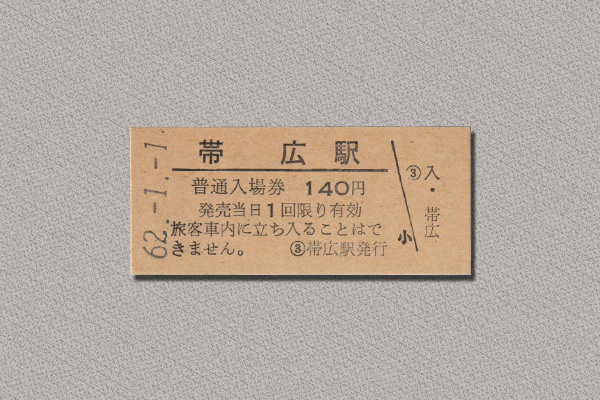 62.-1.-1.
帯広駅
普通入場券 140円
発売当日1回限り有効
旅客車内に立ち入ることはで
きません。 ③帯広駅発行
小
③入・帯広